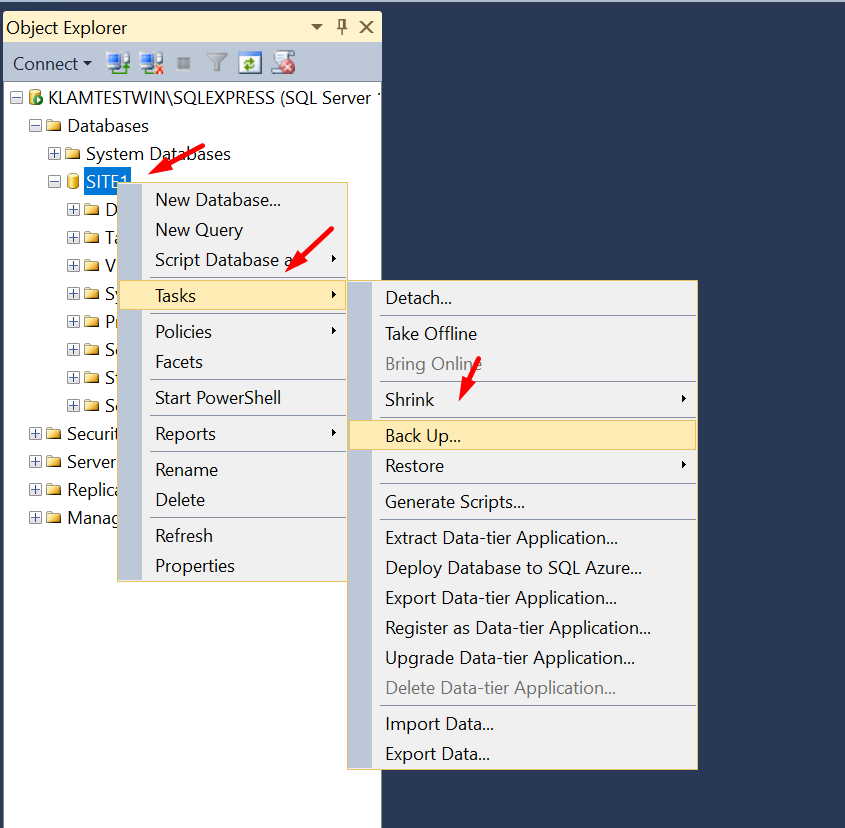 Object Explorer
Connect
KLAMTESTWIN\SQLEXPRESS (SQL Server
Databases
System Databases
SITE1
New Database...
New Query
Script Database a
Tasks
Policies
Facets
Start PowerShell
Reports
Rename
Delete
Refresh
Properties
Detach...
Take Offline
Bring Online
Shrink
Back Up...
Restore
Generate Scripts...
Extract Data-tier Application...
Deploy Database to SQL Azure...
Export Data-tier Application...
Register as Data-tier Application...
Upgrade Data-tier Application...
Delete Data-tier Application...
Import Data...
Export Data...
D
Ta
V
Sy
Pr
Se
St
Se
Securit
Server
Replica
Manag